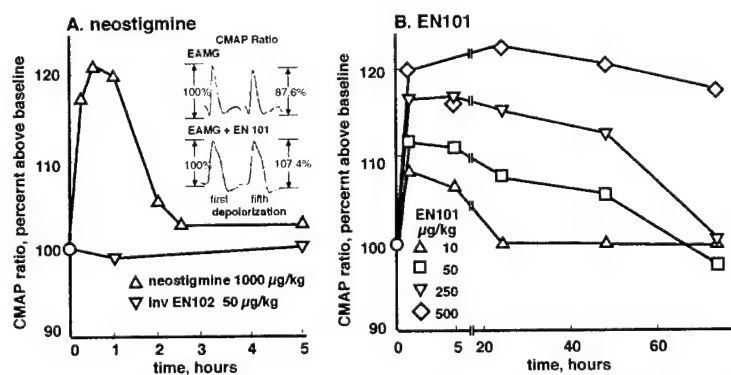 A. neostigmine
CMAP ratio, percernt above baseline
120
110
100
90
CMAP Ratio
EAMG
100%
87.6%
EAMG + EN 101
100%
107.4%
first
fifth
depolarization
neostigmine 1000 µg/kg
inv EN102 50 µg/kg
0 1 2 3 4 5
time, hours
B. EN101
CMAP ratio, percent above baseline
120
110
100
90
EN101
µg/kg
10
50
250
500
0 5 20 40 60
time, hours